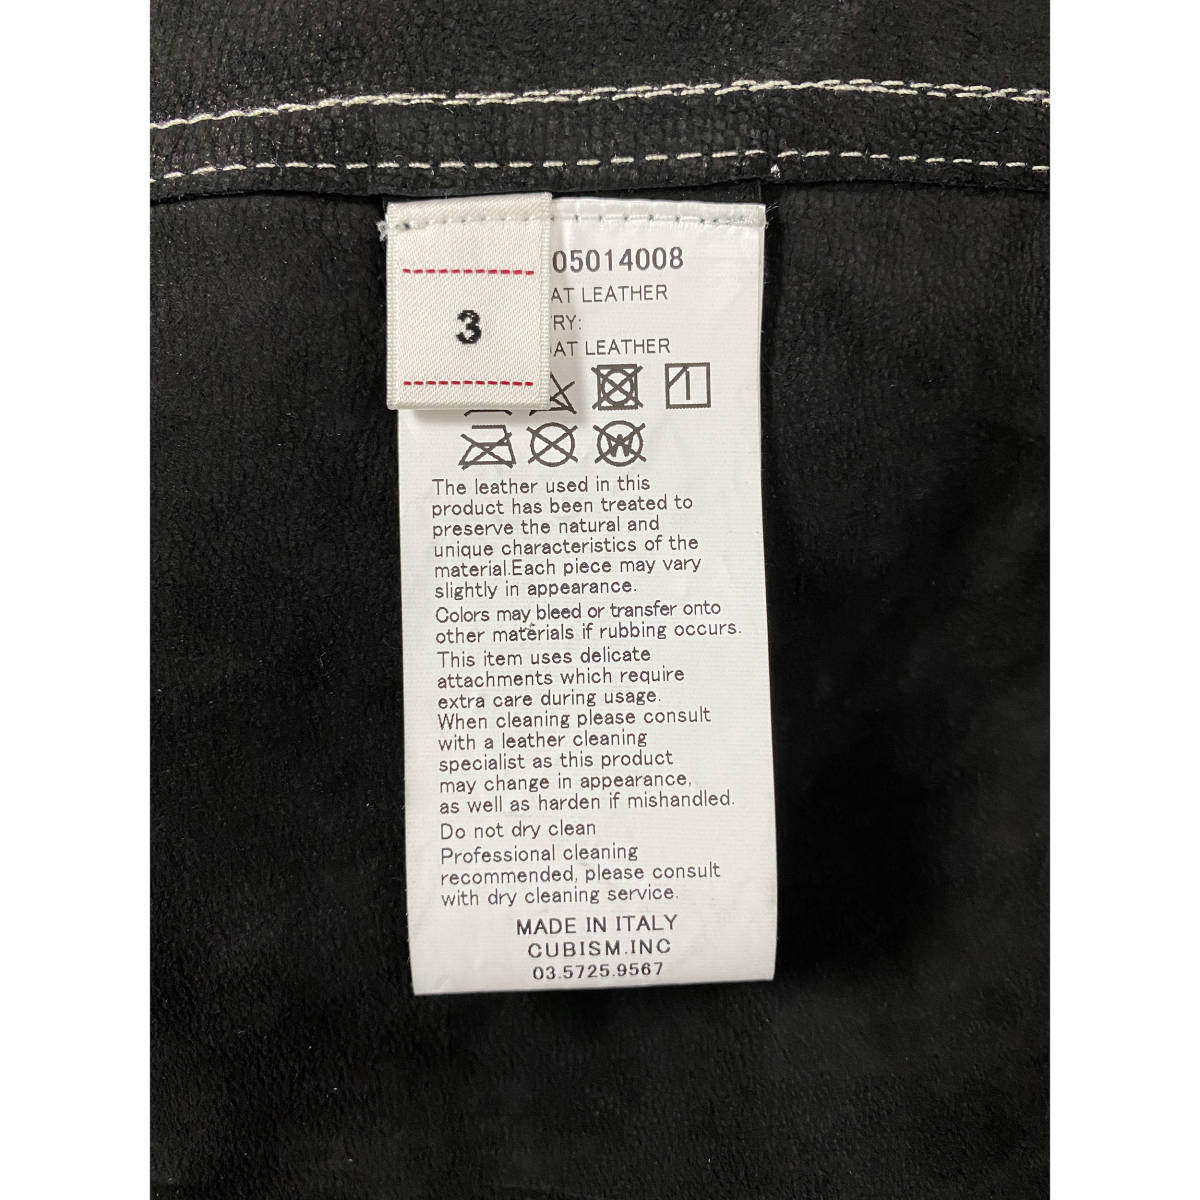 3
05014008
AT LEATHER
RY:
AT LEATHER
W
The leather used in this
product has been treated to
preserve the natural and
unique characteristics of the
material.Each piece may vary
slightly in appearance.
Colors may bleed or transfer onto
other materials if rubbing occurs.
This item uses delicate
attachments which require
extra care during usage.
When cleaning please consult
with a leather cleaning
specialist as this product
may change in appearance,
as well as harden if mishandled.
Do not dry clean
Professional cleaning
recommended, please consult
with dry cleaning service.
MADE IN ITALY
CUBISM.INC
03.5725.9567